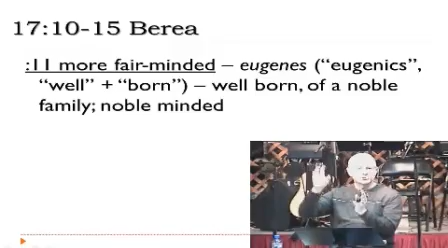 17:10-15 Berea
:11 more fair-minded – eugenes ("eugenics",
"well" + "born") – well born, of a noble
family; noble minded